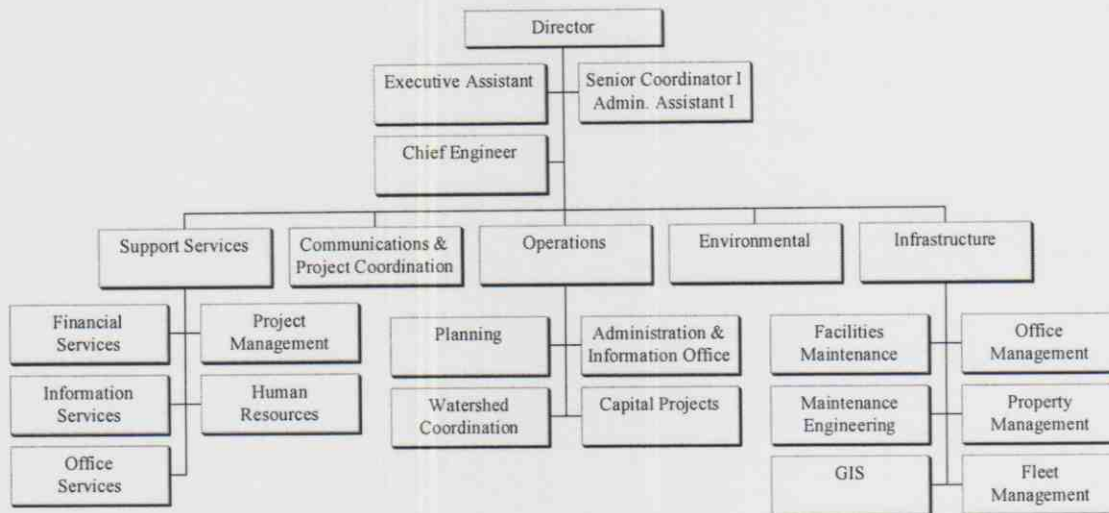 Director
Executive Assistant
Senior Coordinator I
Admin. Assistant I
Chief Engineer
Support Services
Communications &
Project Coordination
Operations
Environmental
Infrastructure
Financial
Services
Project
Management
Information
Services
Human
Resources
Office
Services
Planning
Administration &
Information Office
Watershed
Coordination
Capital Projects
Facilities
Maintenance
Office
Management
Maintenance
Engineering
Property
Management
GIS
Fleet
Management